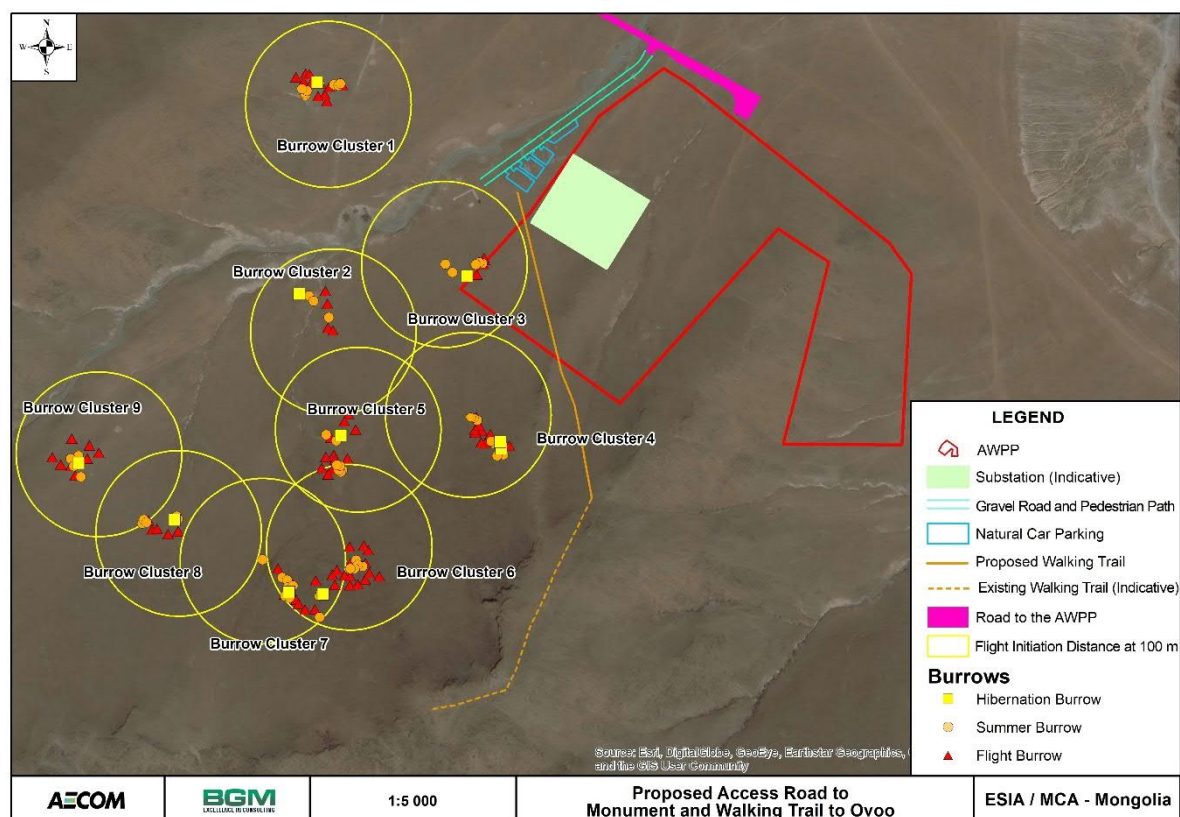 N
W E
S
Burrow Cluster 1
Burrow Cluster 2
Burrow Cluster 3
Burrow Cluster 5
Burrow Cluster 9
Burrow Cluster 4
Burrow Cluster 8
Burrow Cluster 6
Burrow Cluster 7
LEGEND
AWPP
Substation (Indicative)
Gravel Road and Pedestrian Path
Natural Car Parking
Proposed Walking Trail
Existing Walking Trail (Indicative)
Road to the AWPP
Flight Initiation Distance at 100 m
Burrows
Hibernation Burrow
Summer Burrow
Flight Burrow
Source: Esri, DigitalGlobe, GeoEye, Earthstar Geographics,
and the GIS User Community
AECOM
BGM
EXCELLENCE IN CONSULTING
1:5 000
Proposed Access Road to
Monument and Walking Trail to Ovoo
ESIA / MCA - Mongolia